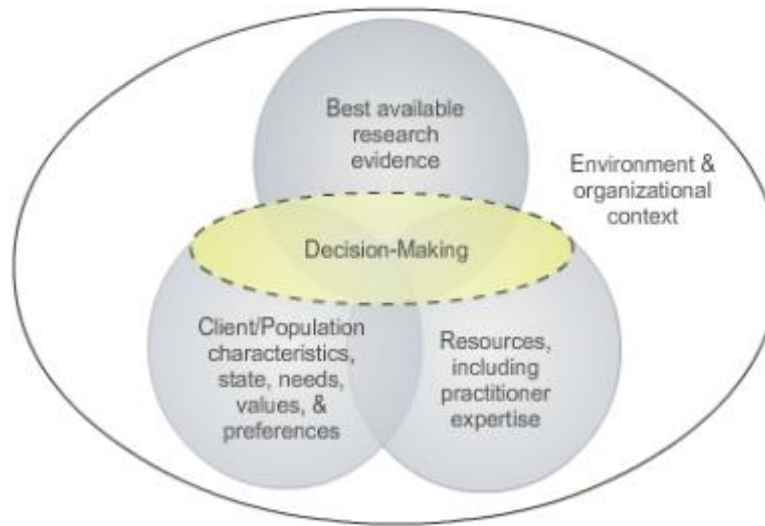 Best available
research
evidence
Environment &
organizational
context
Decision-Making
Client/Population
characteristics,
state, needs,
values, &
preferences
Resources,
including
practitioner
expertise